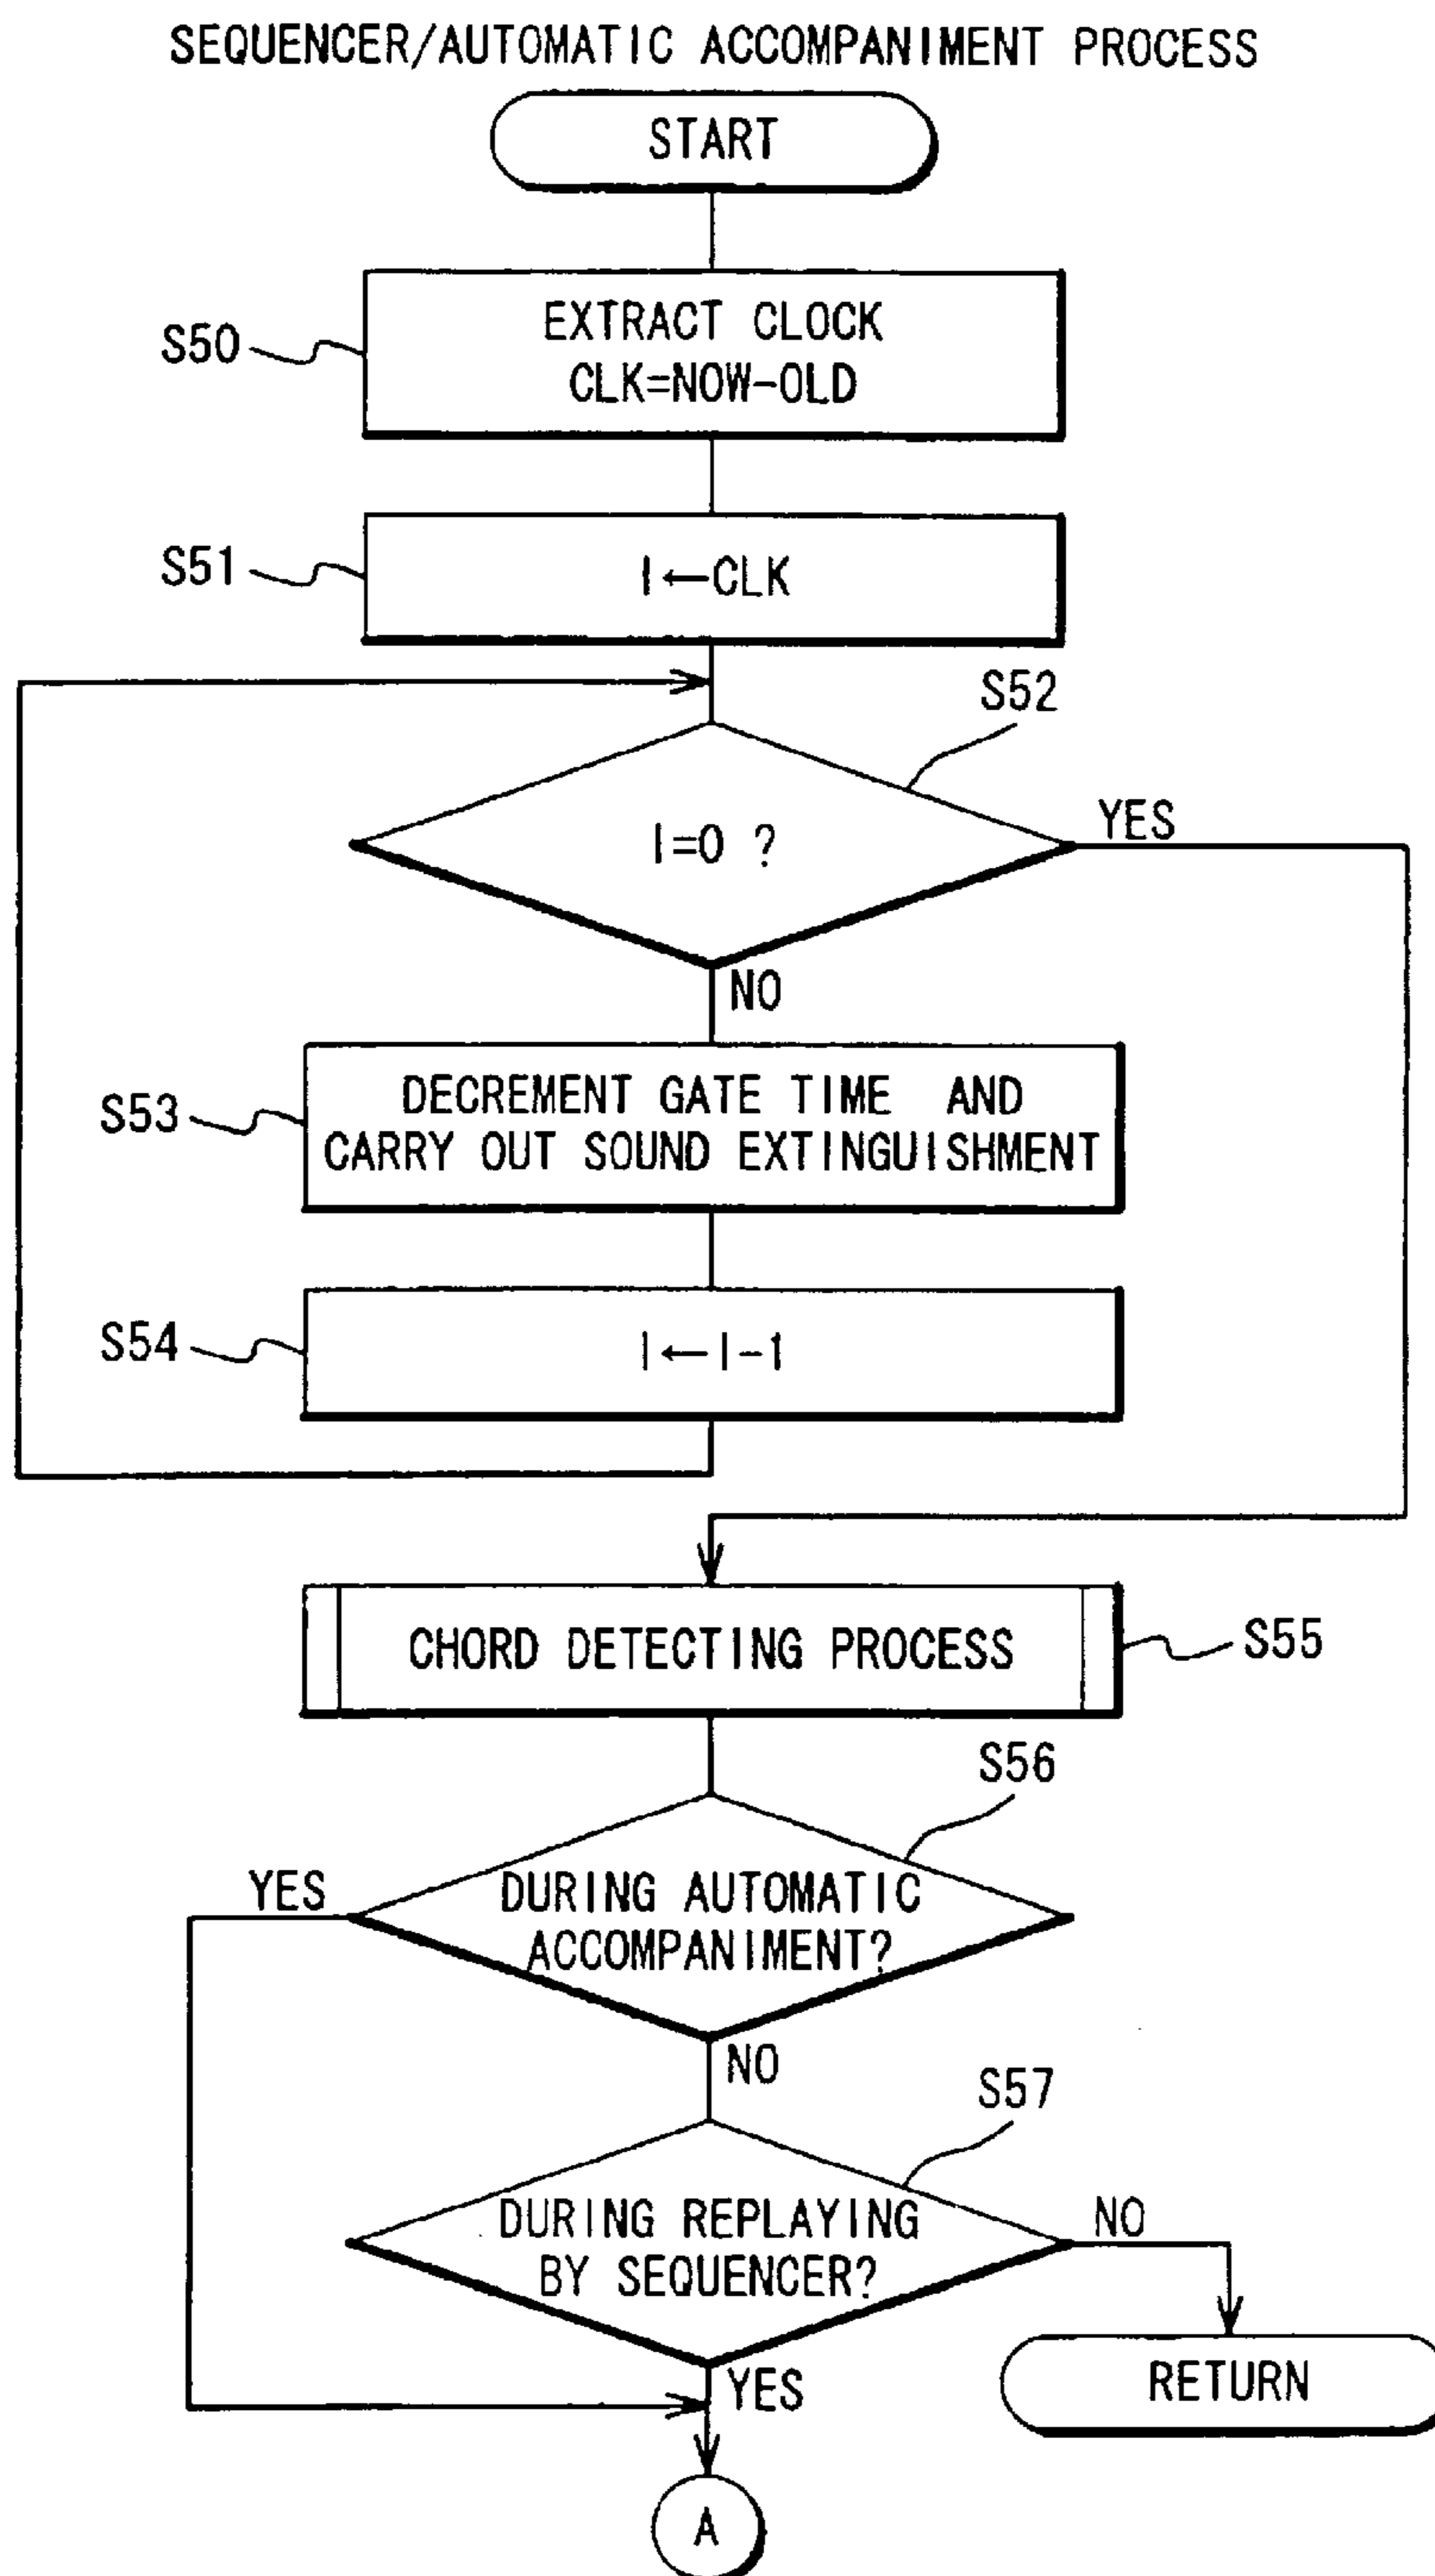 SEQUENCER/AUTOMATIC ACCOMPANIMENT PROCESS
START
S50
EXTRACT CLOCK
CLK=NOW-OLD
S51
I←CLK
S52
I=0 ?
YES
NO
S53
DECREMENT GATE TIME AND
CARRY OUT SOUND EXTINGUISHMENT
S54
I←I-1
CHORD DETECTING PROCESS
S55
S56
YES
DURING AUTOMATIC
ACCOMPANIMENT?
NO
S57
DURING REPLAYING
BY SEQUENCER?
NO
YES
RETURN
A